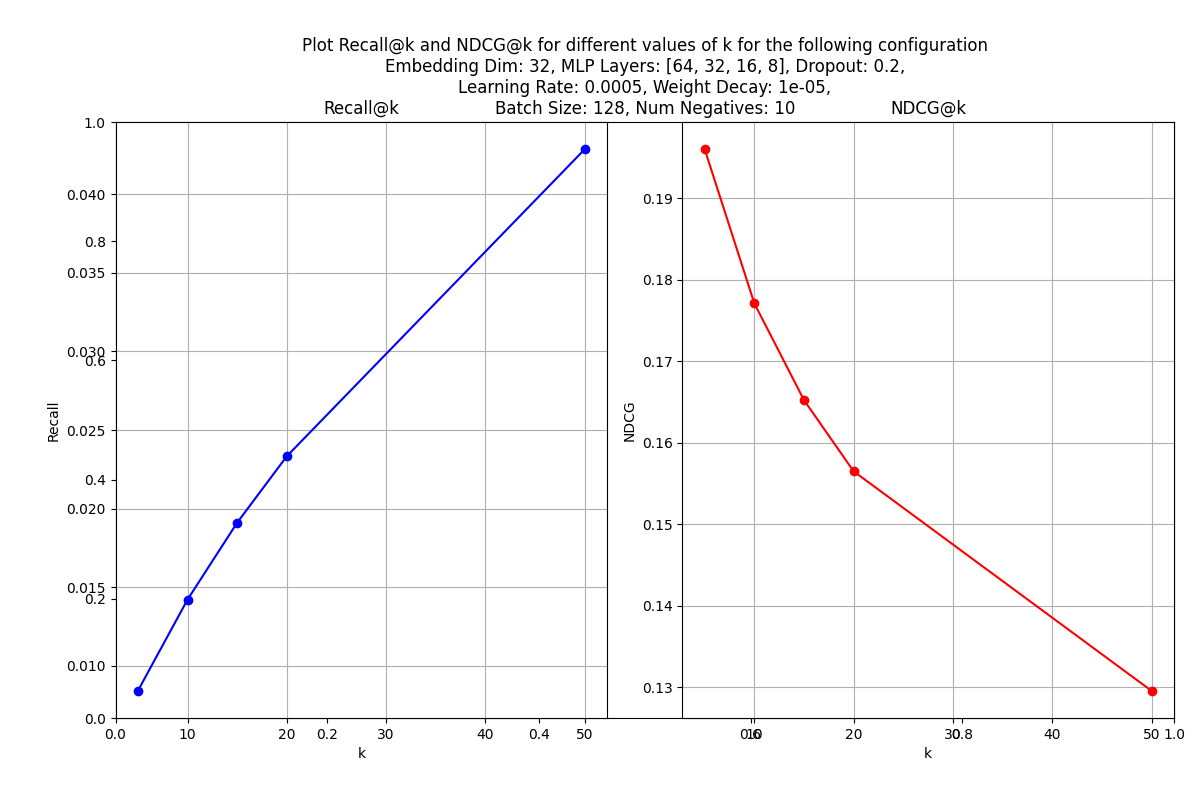 Plot Recall@k and NDCG@k for different values of k for the following configuration
Embedding Dim: 32, MLP Layers: [64, 32, 16, 8], Dropout: 0.2,
Learning Rate: 0.0005, Weight Decay: 1e-05,
Batch Size: 128, Num Negatives: 10
Recall@k
NDCG@k
1.0
0.040
0.8
0.035
0.030
0.6
0.025
0.4
0.020
0.015
0.2
0.010
0.0
Recall
0.0 10 20 0.2 30 40 0.4 50
k
0.19
0.18
0.17
0.16
0.15
0.14
0.13
NDCG
0.6 10 20 30 0.8 40 50 1.0
k